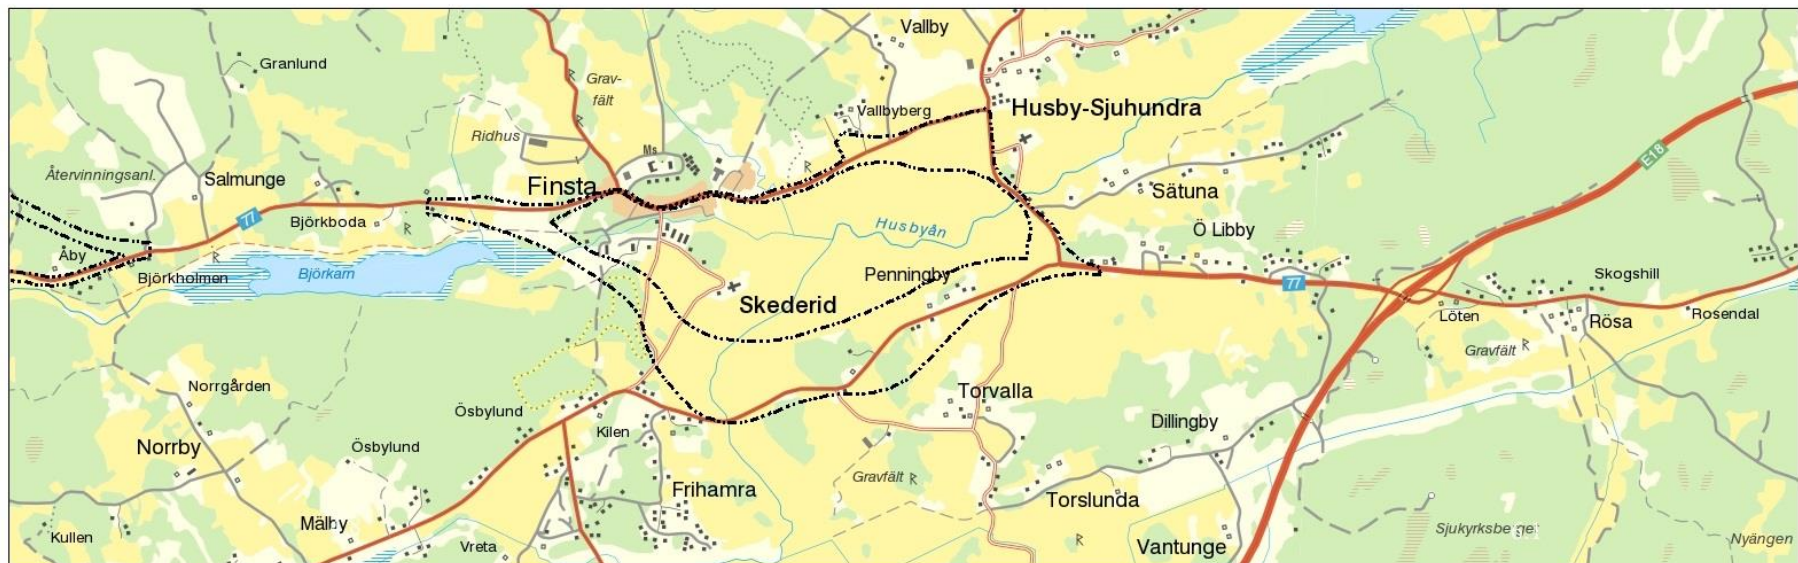 Vallby
Granlund
Grav-
fält
Vallbyberg
Husby-Sjuhundra
Ridhus
Ms
E18
Återvinningsanl.
Salmunge
Finsta
Sätuna
77
Björkboda
Husbyån
Ö Libby
Åby
Björkholmen
Björkarn
Penningby
77
Skogshill
Skederid
Löten
Rösa
Rosendal
Gravfält
Norrgården
Ösbylund
Torvalla
Dillingby
Norrby
Ösbylund
Kilen
Gravfält
Frihamra
Torslunda
Mälby
Kullen
Vreta
Vantunge
Nyängen